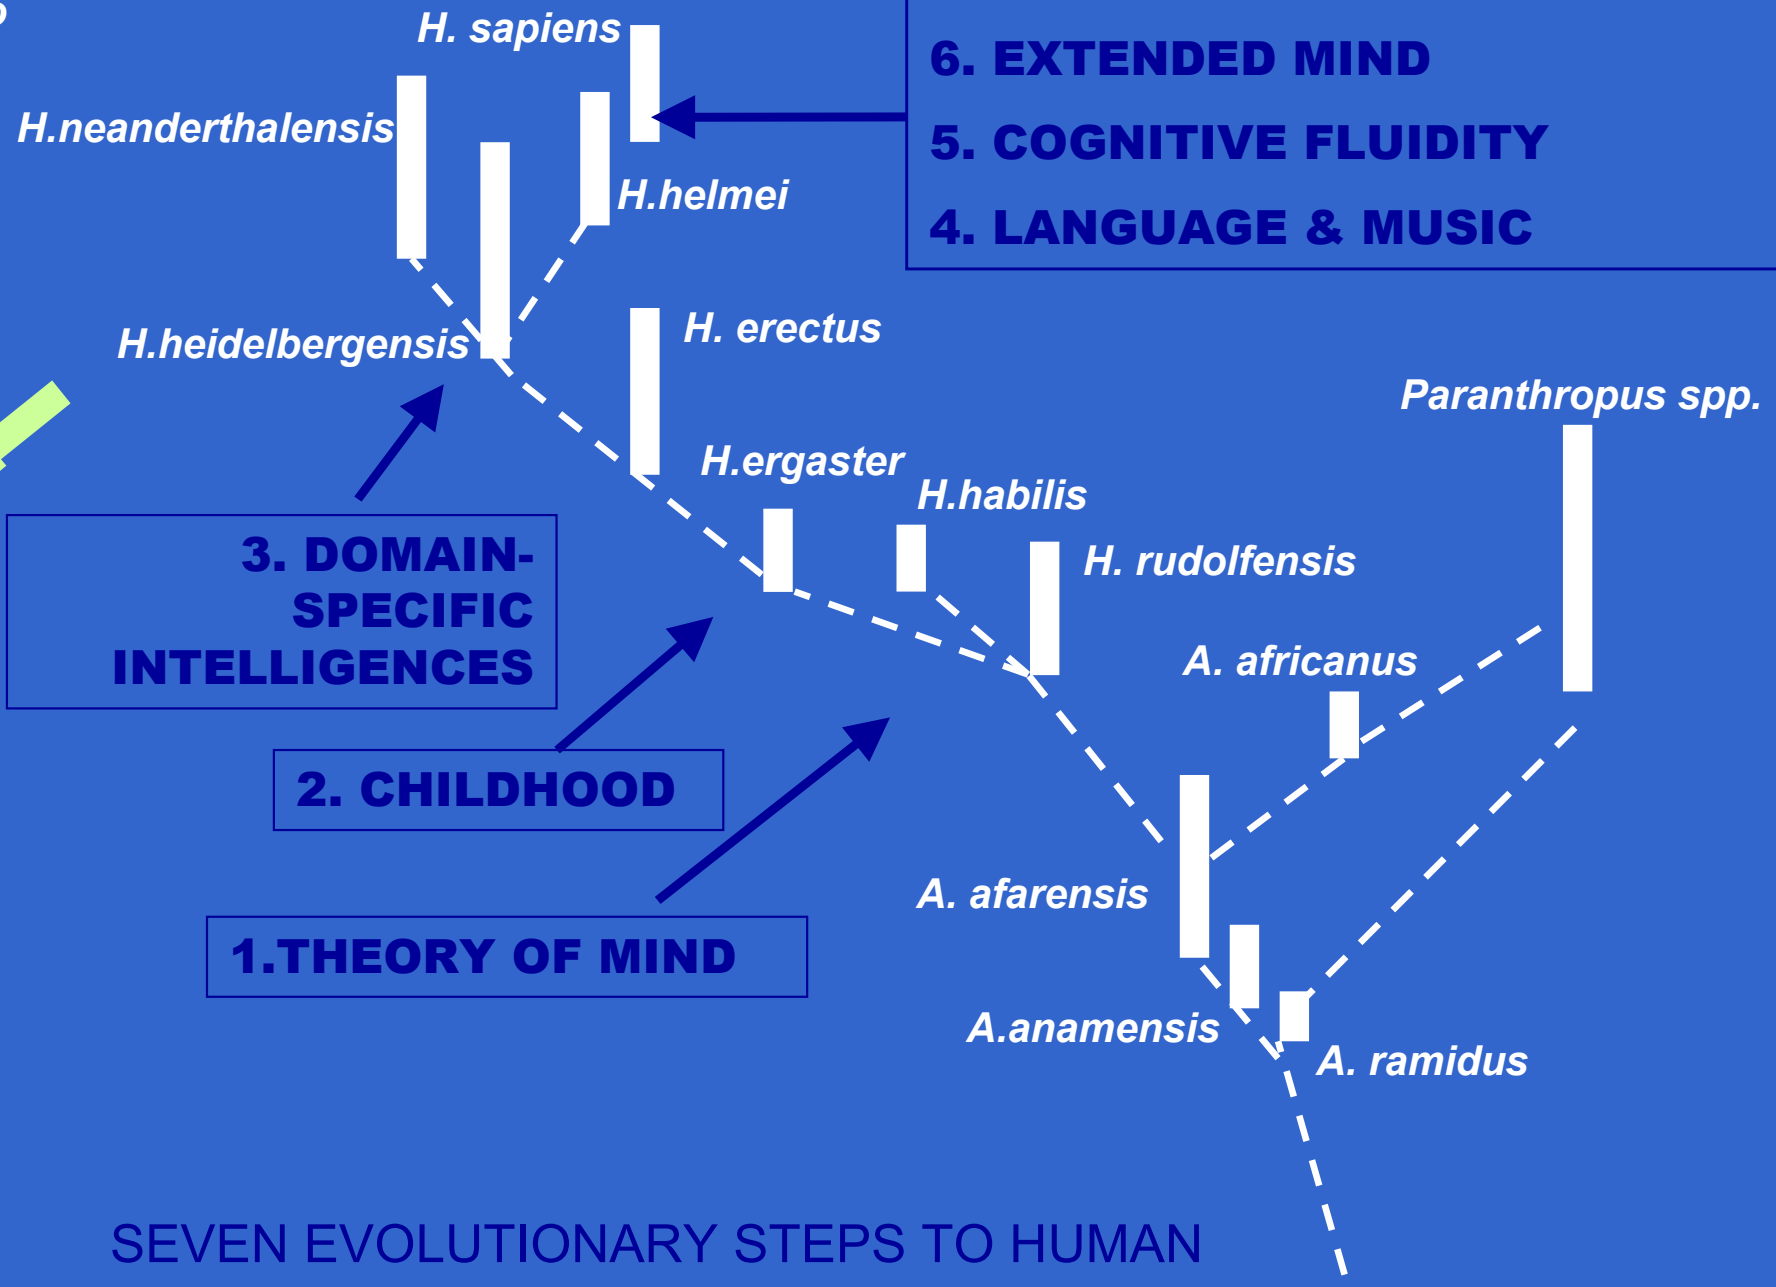 H. sapiens
6. EXTENDED MIND
H.neanderthalensis
5. COGNITIVE FLUIDITY
H.helmei
4. LANGUAGE & MUSIC
H. erectus
H.heidelbergensis
Paranthropus spp.
H.ergaster
H.habilis
3. DOMAIN-
SPECIFIC
INTELLIGENCES
H. rudolfensis
A. africanus
2. CHILDHOOD
A. afarensis
1.THEORY OF MIND
A.anamensis
A. ramidus
SEVEN EVOLUTIONARY STEPS TO HUMAN